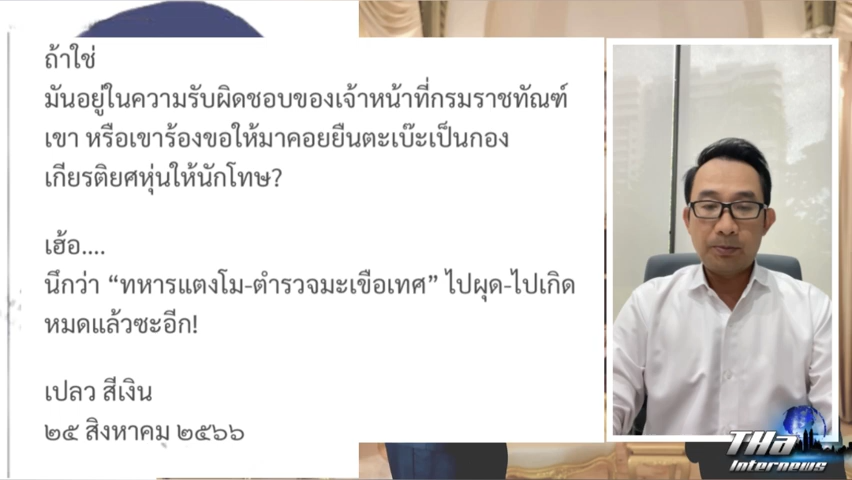 ถ้าใช่
มันอยู่ในความรับผิดชอบของเจ้าหน้าที่กรมราชทัณฑ์
เขา หรือเขาร้องขอให้มาคอยยืนตะเบ๊ะเป็นกอง
เกียรติยศหุ่นให้นักโทษ?
เฮ้อ....
นึกว่า “ทหารแตงโม-ตำรวจมะเขือเทศ” ไปผุด-ไปเกิด
หมดแล้วซะอีก!
เปลว สีเงิน
๒๕ สิงหาคม ๒๕๖๖
THa
Internews